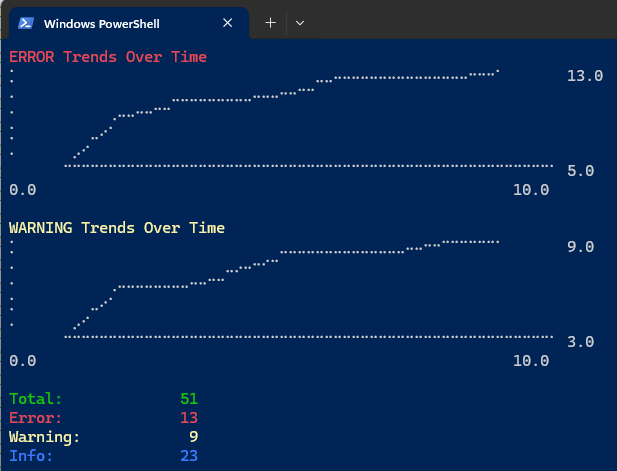 Windows PowerShell
ERROR Trends Over Time
13.0
5.0
0.0 10.0
WARNING Trends Over Time
9.0
3.0
0.0 10.0
Total: 51
Error: 13
Warning: 9
Info: 23